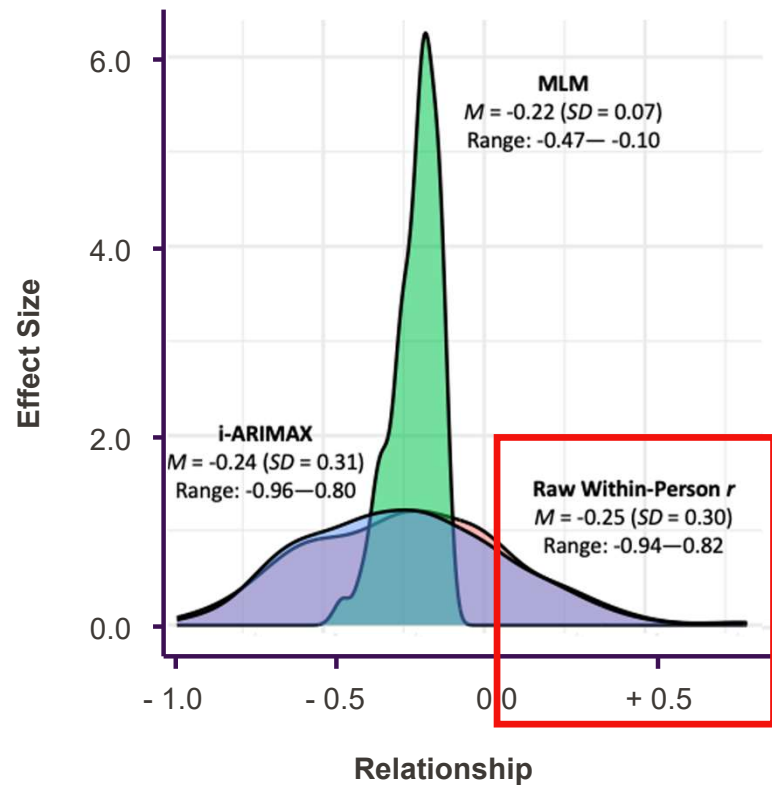 6.0
4.0
2.0
0.0
Effect Size
MLM
M = -0.22 (SD = 0.07)
Range: -0.47— -0.10
i-ARIMAX
M = -0.24 (SD = 0.31)
Range: -0.96—0.80
Raw Within-Person r
M = -0.25 (SD = 0.30)
Range: -0.94—0.82
- 1.0
- 0.5
0.0
+ 0.5
Relationship